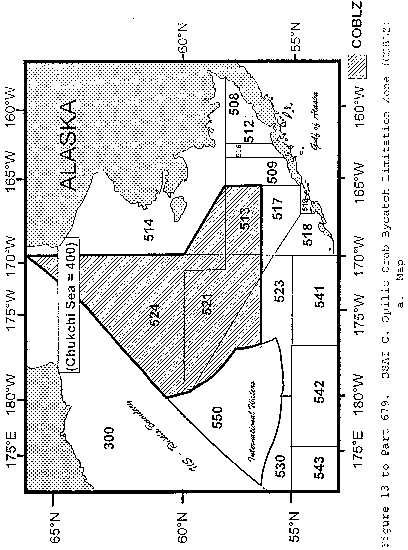 175°E
180°W
175°W
170°W
165°W
160°W
65°N
60°N
55°N
60°N
55°N
COBLZ
ALASKA
(Chukchi Sea = 400)
300
US - Russia Boundary
International Waters
550
530
543
542
541
524
521
523
514
513
517
518
509
512
508
Gulf of Alaska
Figure 13 to Part 679. BSAI C. Opilio Crab Bycatch Limitation Zone (COBLZ)
a. Map
175°E
180°W
175°W
170°W
165°W
160°W